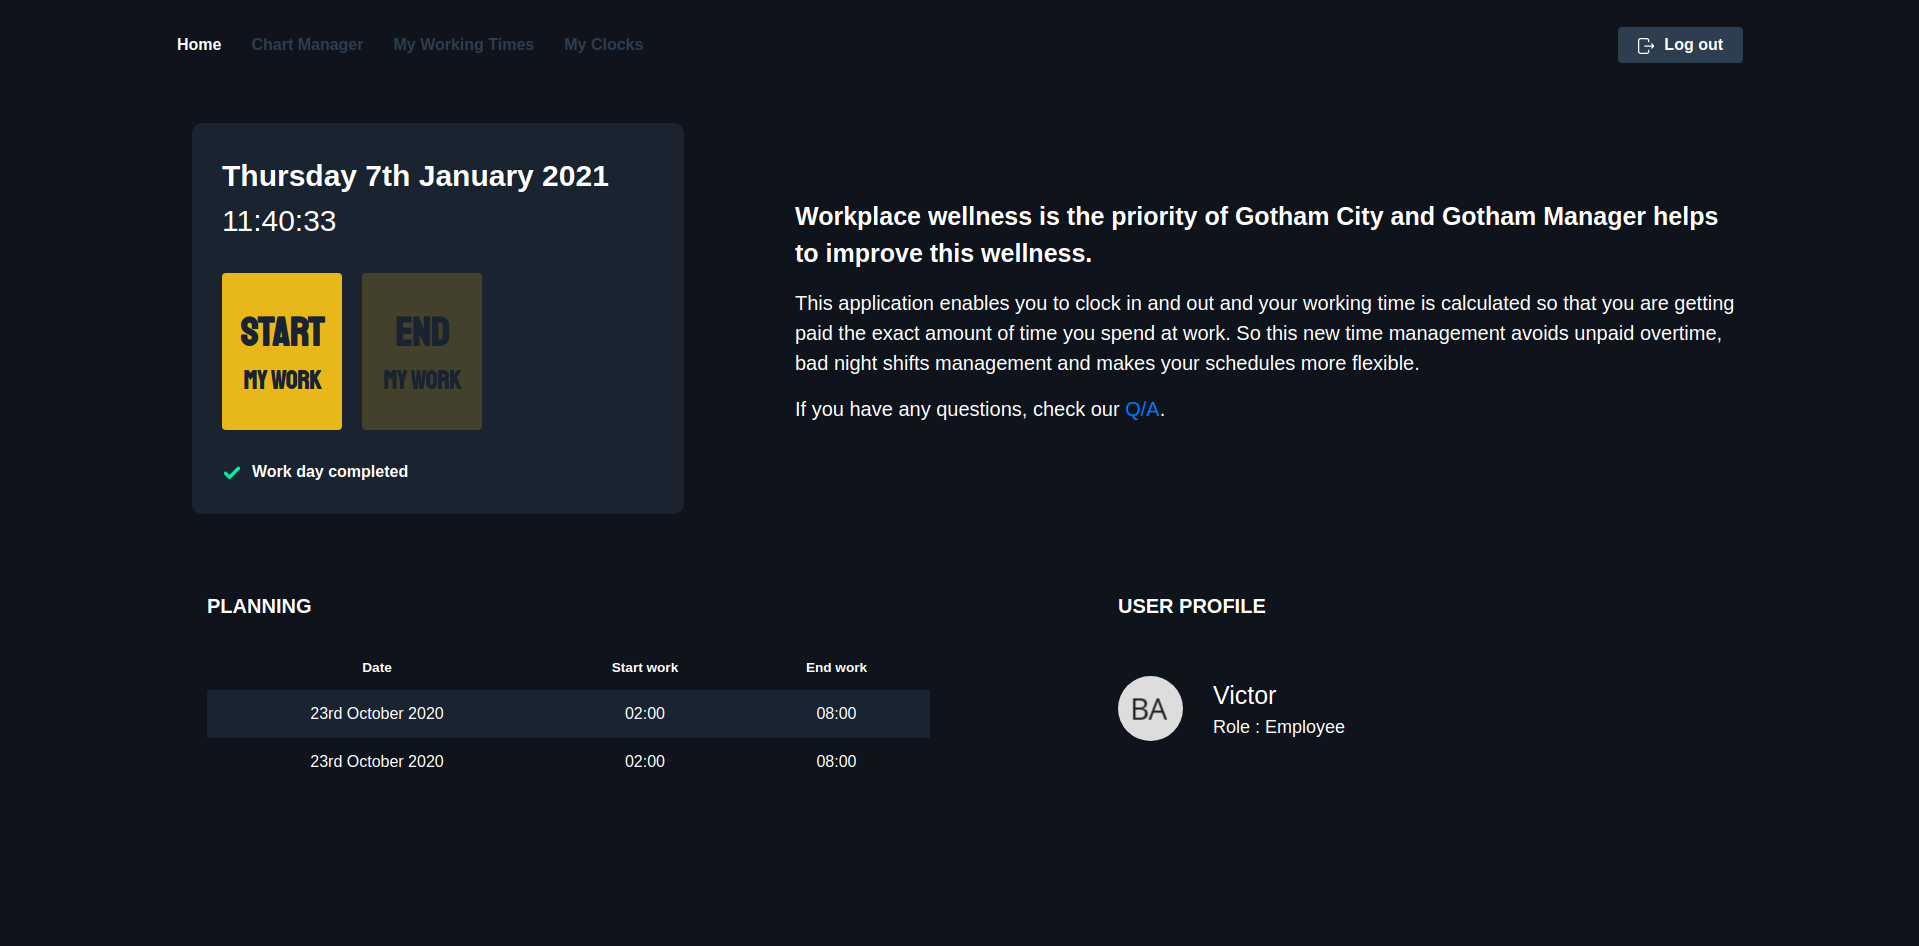 Home Chart Manager My Working Times My Clocks Log out
Thursday 7th January 2021
11:40:33
START
MY WORK
END
MY WORK
Work day completed
Workplace wellness is the priority of Gotham City and Gotham Manager helps
to improve this wellness.
This application enables you to clock in and out and your working time is calculated so that you are getting
paid the exact amount of time you spend at work. So this new time management avoids unpaid overtime,
bad night shifts management and makes your schedules more flexible.
If you have any questions, check our Q/A.
PLANNING
Date Start work End work
23rd October 2020 02:00 08:00
23rd October 2020 02:00 08:00
USER PROFILE
BA
Victor
Role : Employee